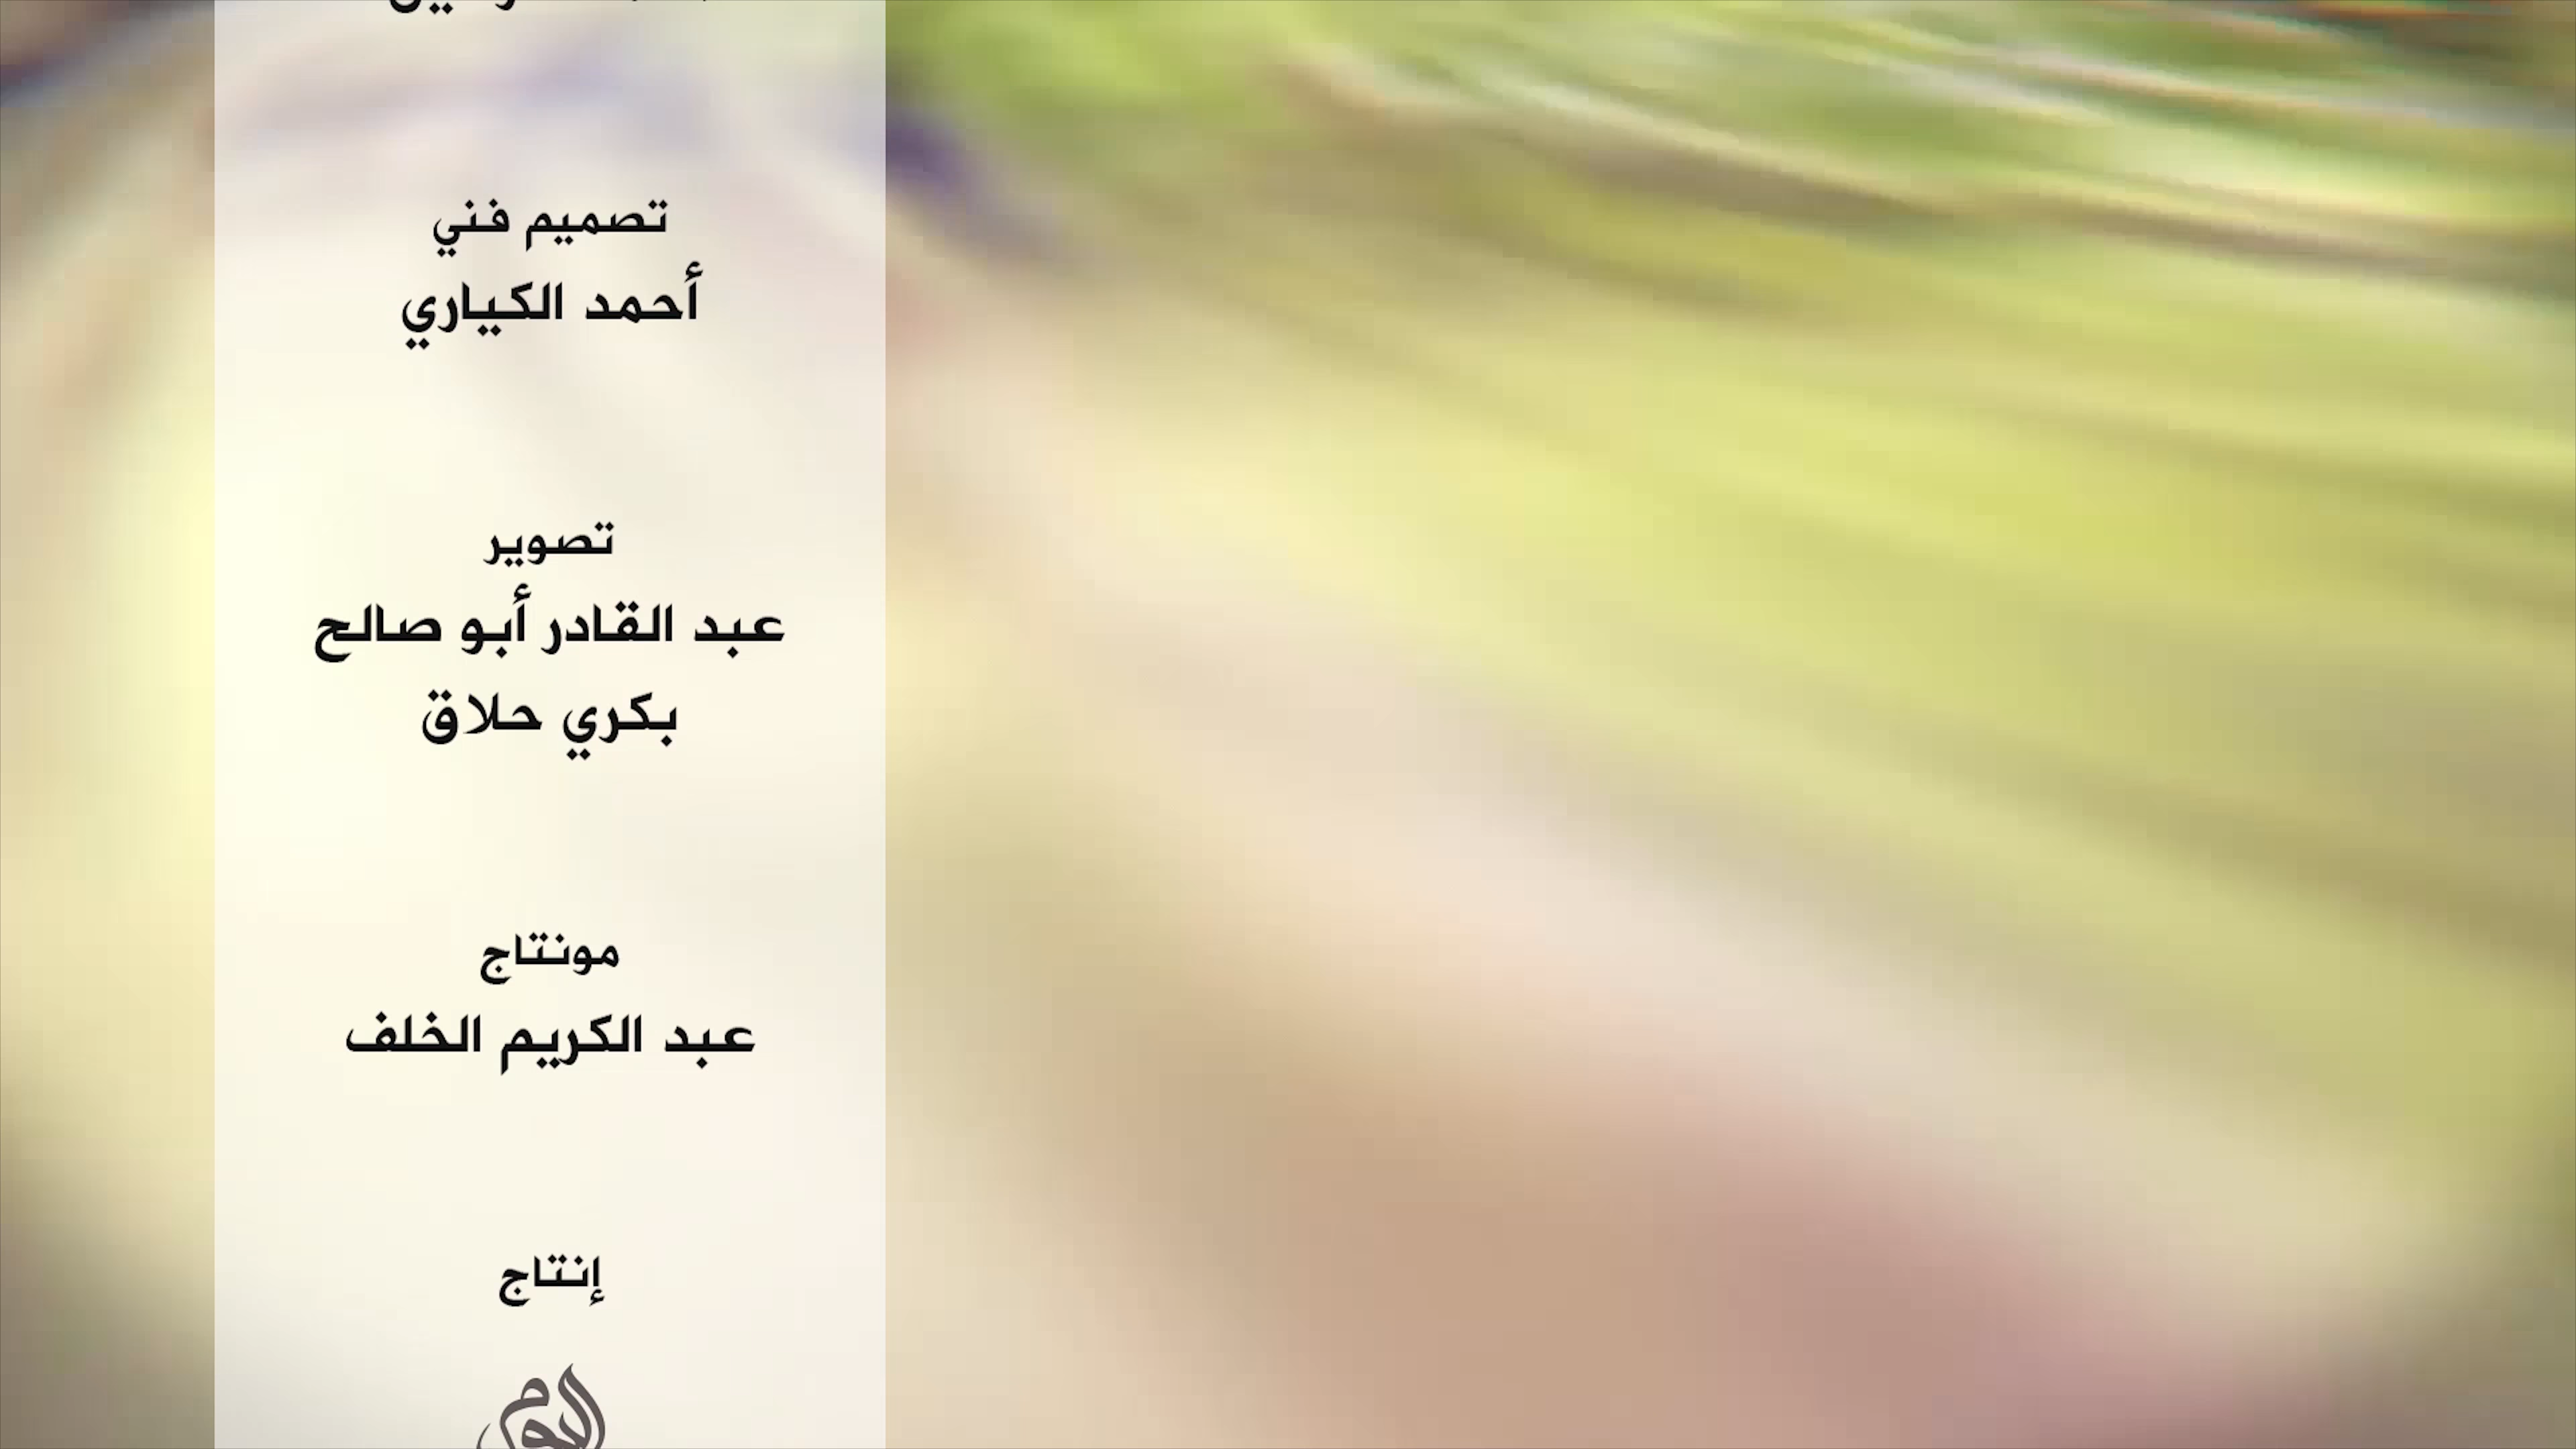 تصميم فني
أحمد الكياري
تصوير
عبد القادر أبو صالح
بكري حلاق
مونتاج
عبد الكريم الخلف
إنتاج